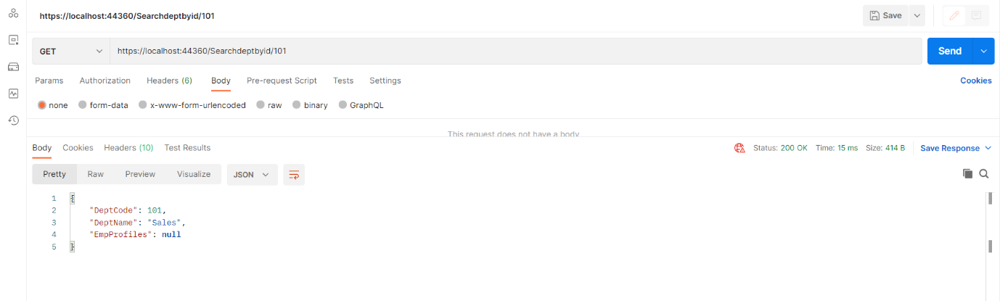 https://localhost:44360/Searchdeptbyid/101
Save
GET
https://localhost:44360/Searchdeptbyid/101
Send
Params Authorization Headers (6) Body Pre-request Script Tests Settings Cookies
none form-data x-www-form-urlencoded raw binary GraphQL
This request does not have a body
Body Cookies Headers (10) Test Results Status: 200 OK Time: 15 ms Size: 414 B Save Response
Pretty Raw Preview Visualize JSON
1 {
2 "DeptCode": 101,
3 "DeptName": "Sales",
4 "EmpProfiles": null
5 }